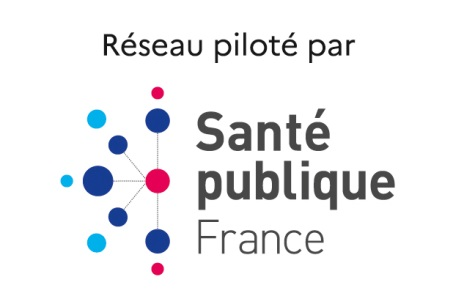 Réseau piloté par
Santé
publique
France